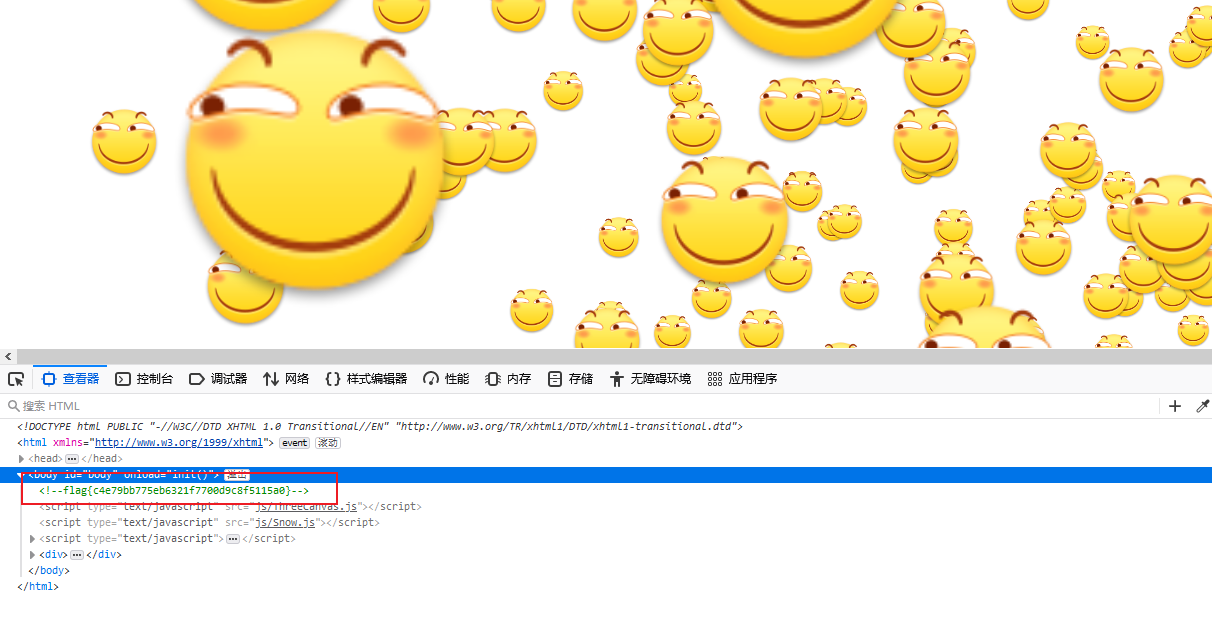 查看器 控制台 调试器 网络 {} 样式编辑器 性能 内存 存储 无障碍环境 应用程序
搜索 HTML
<!DOCTYPE html PUBLIC "-//W3C//DTD XHTML 1.0 Transitional//EN" "http://www.w3.org/TR/xhtml1/DTD/xhtml1-transitional.dtd">
<html xmlns="http://www.w3.org/1999/xhtml"> event 滚动
<head> ••• </head>
<body id="body" onload="init()"> 溢出
<!--flag{c4e79bb775eb6321f7700d9c8f5115a0}-->
<script type="text/javascript" src="js/ThreeCanvas.js"></script>
<script type="text/javascript" src="js/Snow.js"></script>
<script type="text/javascript"> ••• </script>
<div> ••• </div>
</body>
</html>